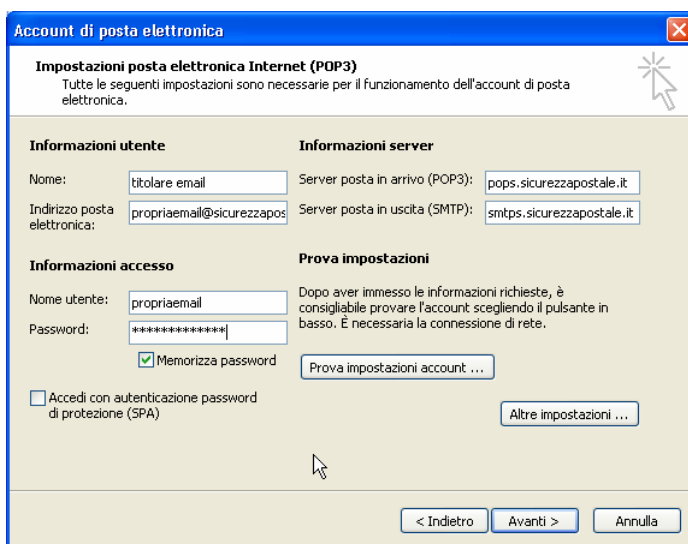 Account di posta elettronica
Impostazioni posta elettronica Internet (POP3)
Tutte le seguenti impostazioni sono necessarie per il funzionamento dell'account di posta
elettronica.
Informazioni utente
Nome: titolare email
Indirizzo posta
elettronica: propriaemail@sicurezzapos
Informazioni server
Server posta in arrivo (POP3): pops.sicurezzapostale.it
Server posta in uscita (SMTP): smtps.sicurezzapostale.it
Informazioni accesso
Nome utente: propriaemail
Password: *************
Memorizza password
Accedi con autenticazione password
di protezione (SPA)
Prova impostazioni
Dopo aver immesso le informazioni richieste, è
consigliabile provare l'account scegliendo il pulsante in
basso. È necessaria la connessione di rete.
Prova impostazioni account ...
Altre impostazioni ...
< Indietro
Avanti >
Annulla